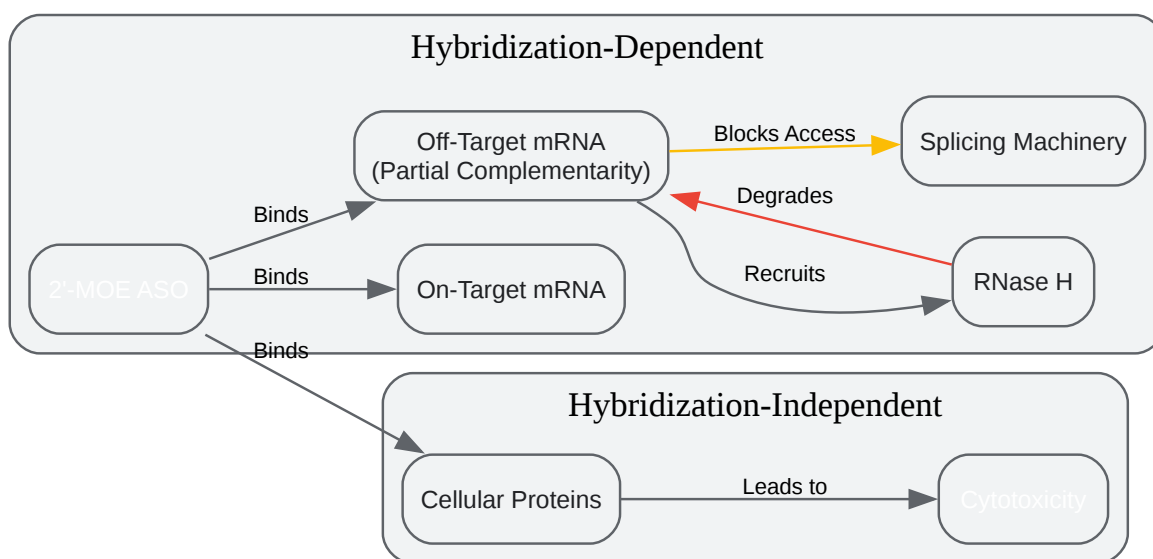 Hybridization-Dependent
Off-Target mRNA
(Partial Complementarity)
Blocks Access
Splicing Machinery
Degrades
Binds
2'-MOE ASO
Binds
On-Target mRNA
Recruits
RNase H
Binds
Hybridization-Independent
Cellular Proteins
Leads to
Cytotoxicity